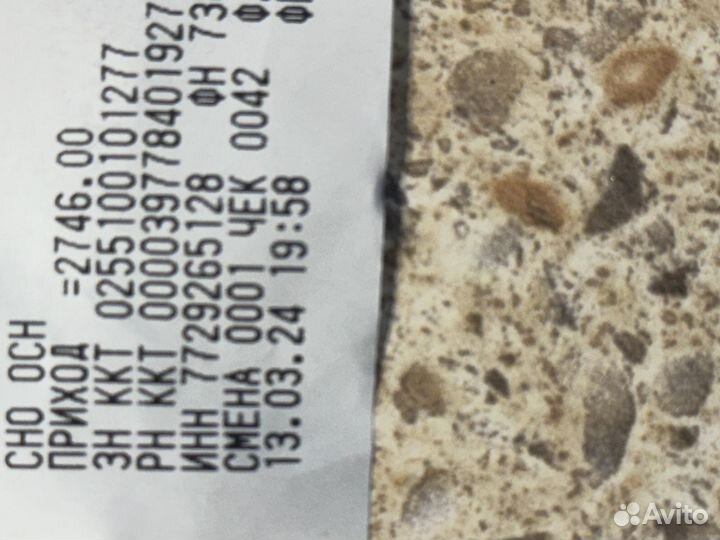 СНО ОСН
ПРИХОД =2746.00
ЗН ККТ 0255100101277
РН ККТ 000039778401927
ИНН 7729265128 ФН 73
СМЕНА 0001 ЧЕК 0042 Ф
13.03.24 19:58 Ф
Avito